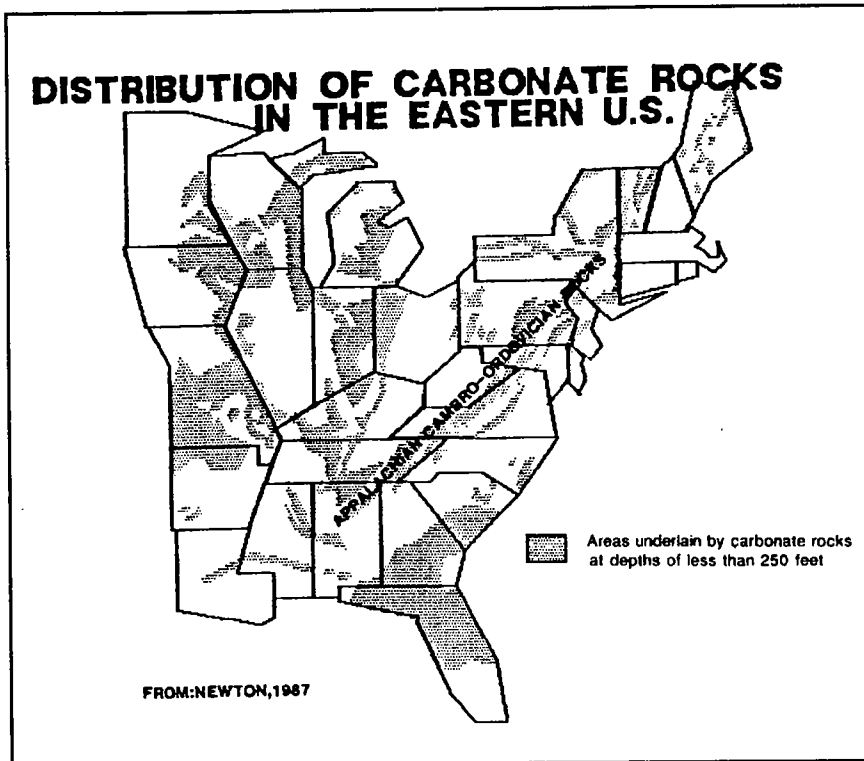 DISTRIBUTION OF CARBONATE ROCKS
IN THE EASTERN U.S.
APPALACHIAN CAMBRO-ORDOVICIAN ROCKS
Areas underlain by carbonate rocks
at depths of less than 250 feet
FROM:NEWTON,1987